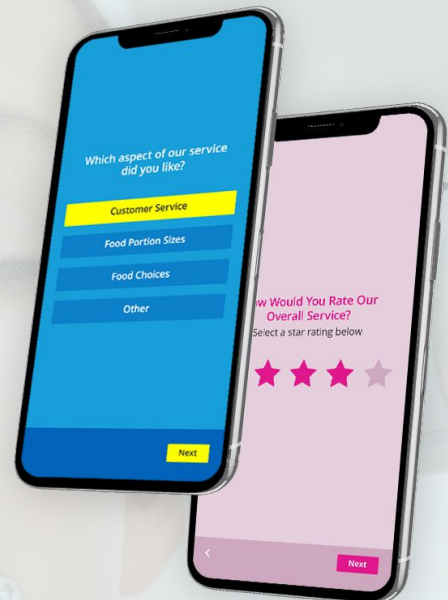 Which aspect of our service
did you like?
Customer Service
Food Portion Sizes
Food Choices
Other
Next
Would You Rate Our
Overall Service?
Select a star rating below
Next